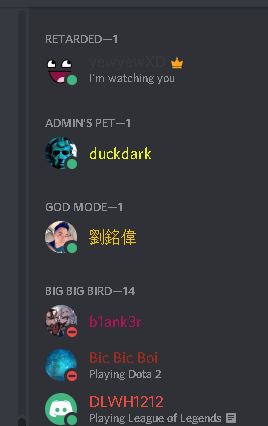 RETARDED—1
yewyewXD
I'm watching you
ADMIN'S PET—1
duckdark
GOD MODE—1
劉銘偉
BIG BIG BIRD—14
b1ank3r
Bic Bic Boi
Playing Dota 2
DLWH1212
Playing League of Legends